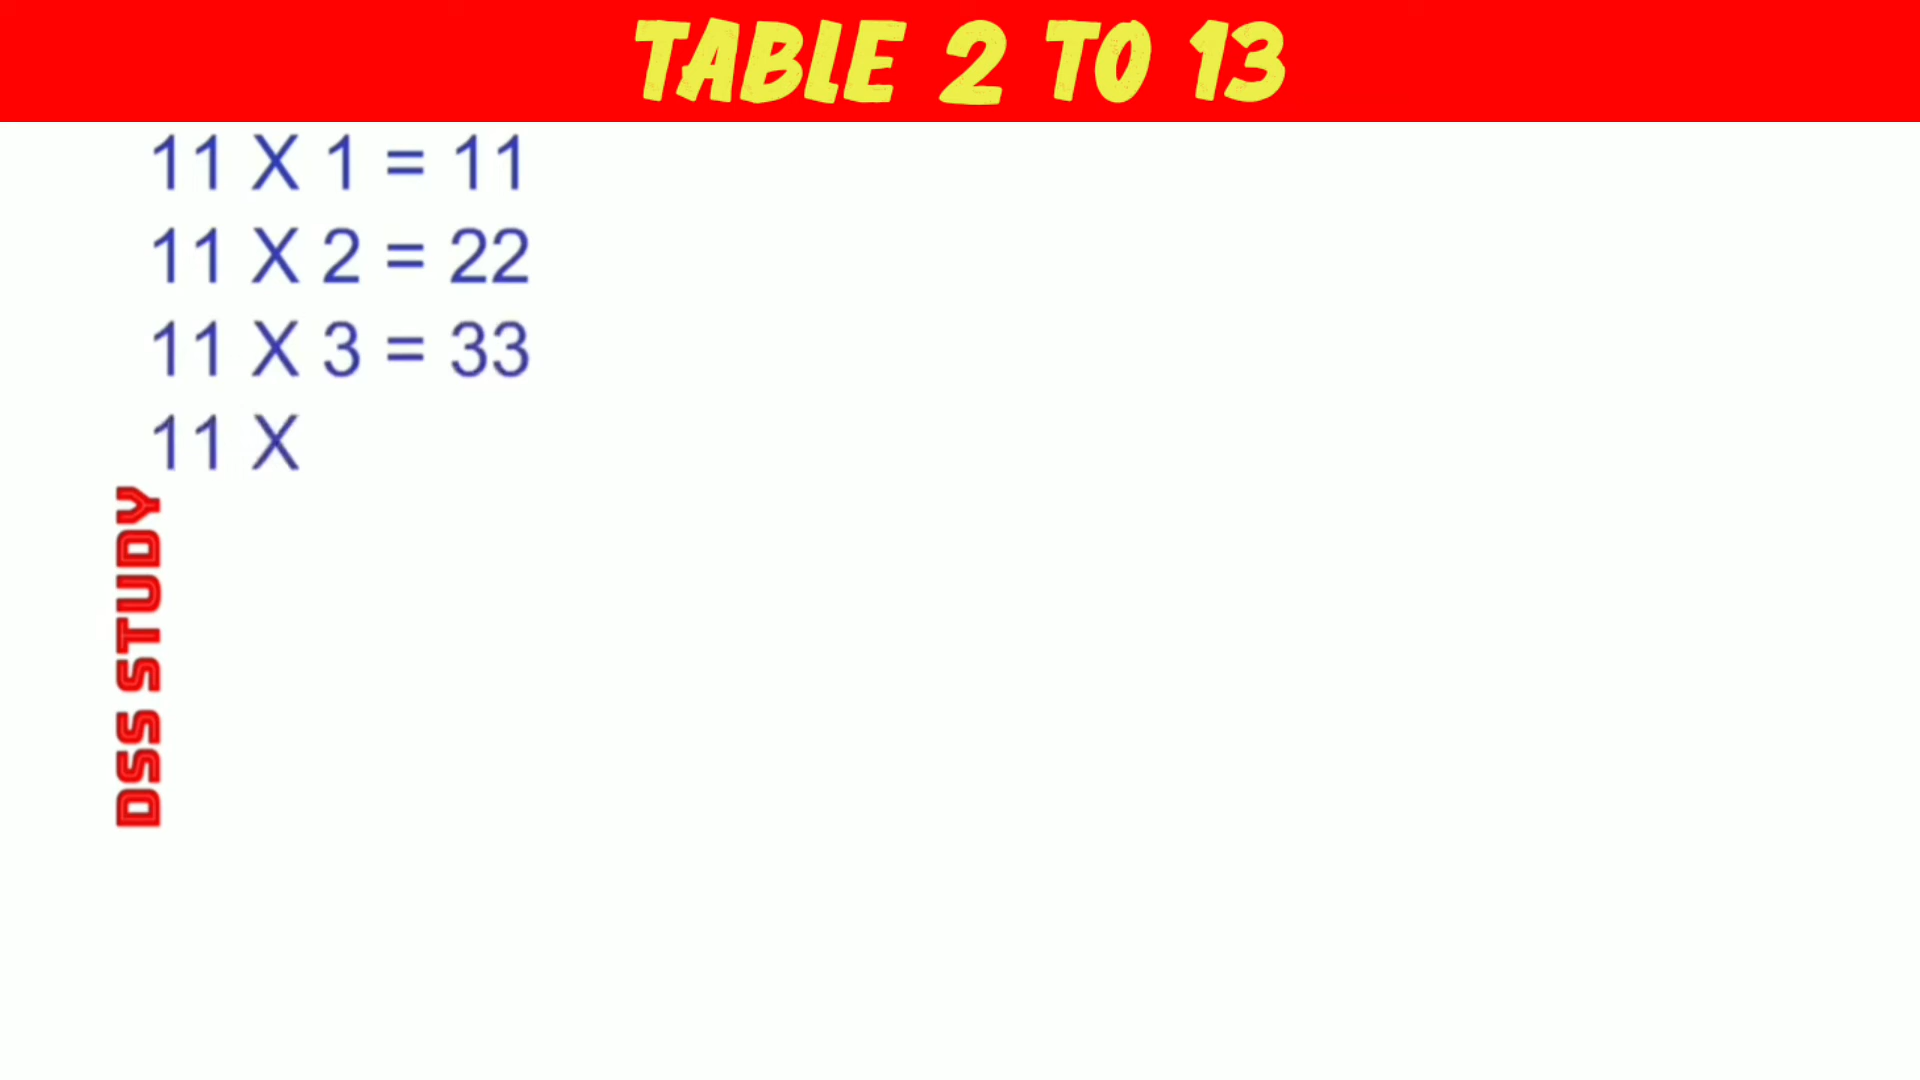 TABLE 2 TO 13
11 X 1 = 11
11 X 2 = 22
11 X 3 = 33
11 X
DSS STUDY